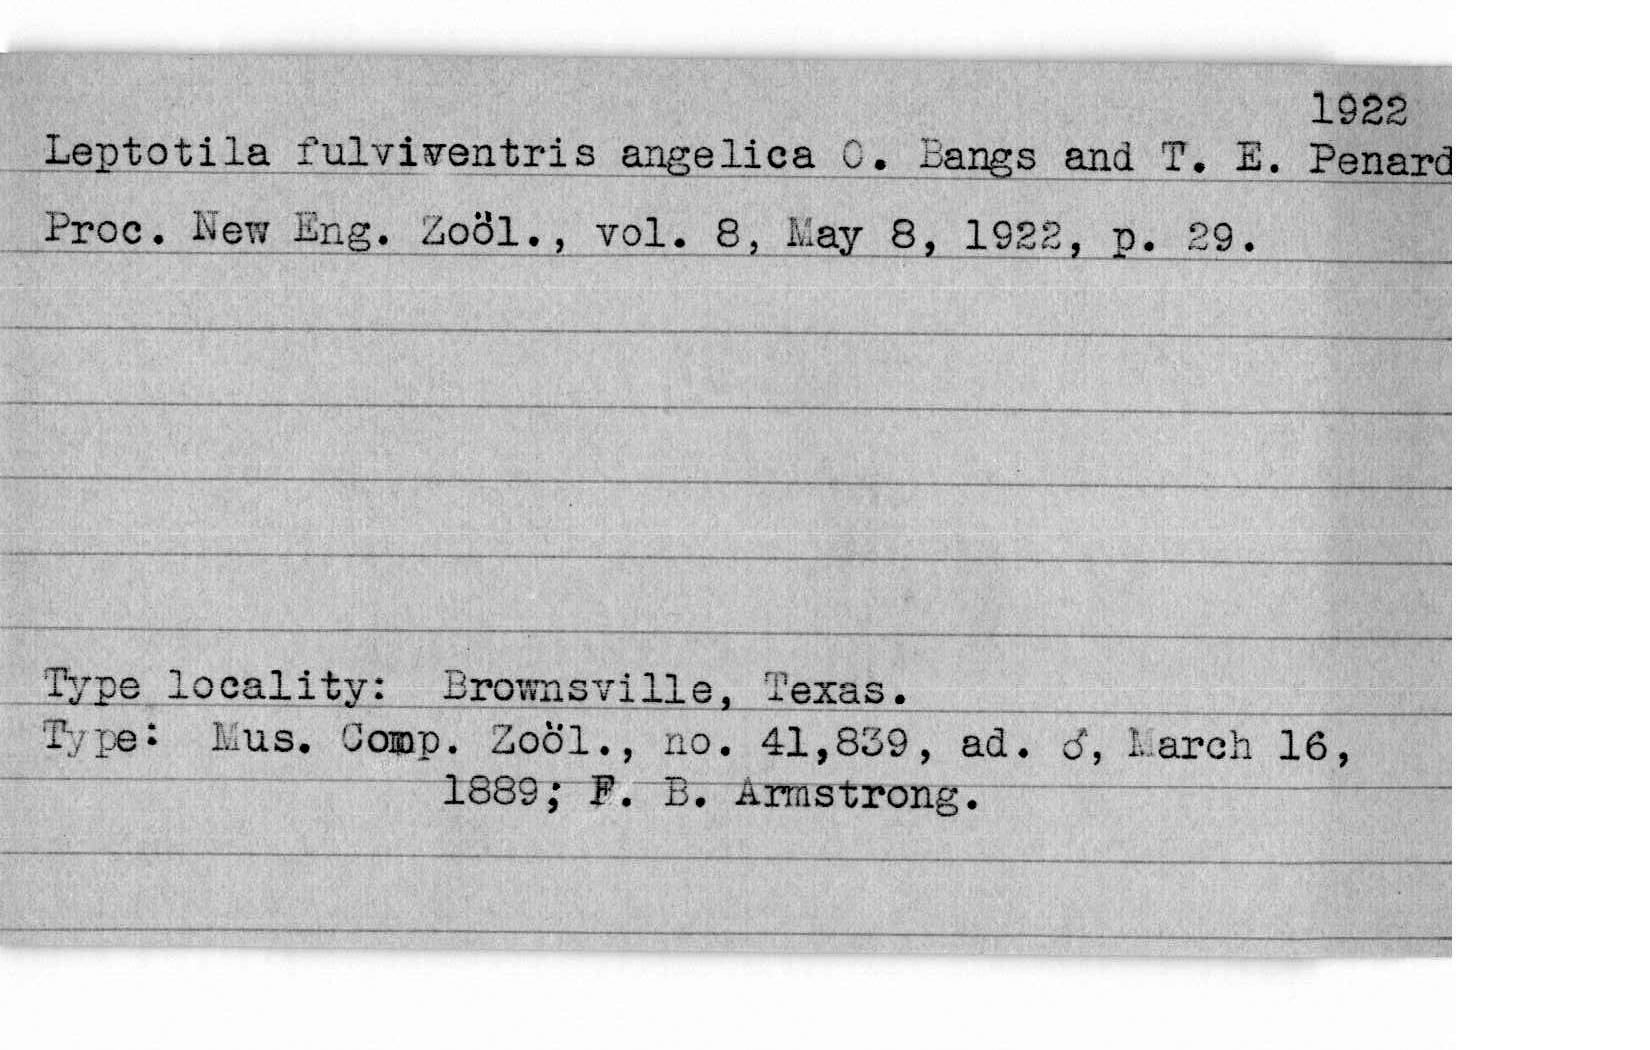 1922
Leptotila fulviventris angelica O. Bangs and T. E. Penard
Proc. New Eng. Zoöl., vol. 8, May 8, 1922, p. 29.
Type locality: Brownsville, Texas.
Type: Mus. Comp. Zoöl., no. 41,839, ad. ♂, March 16,
1889; F. B. Armstrong.